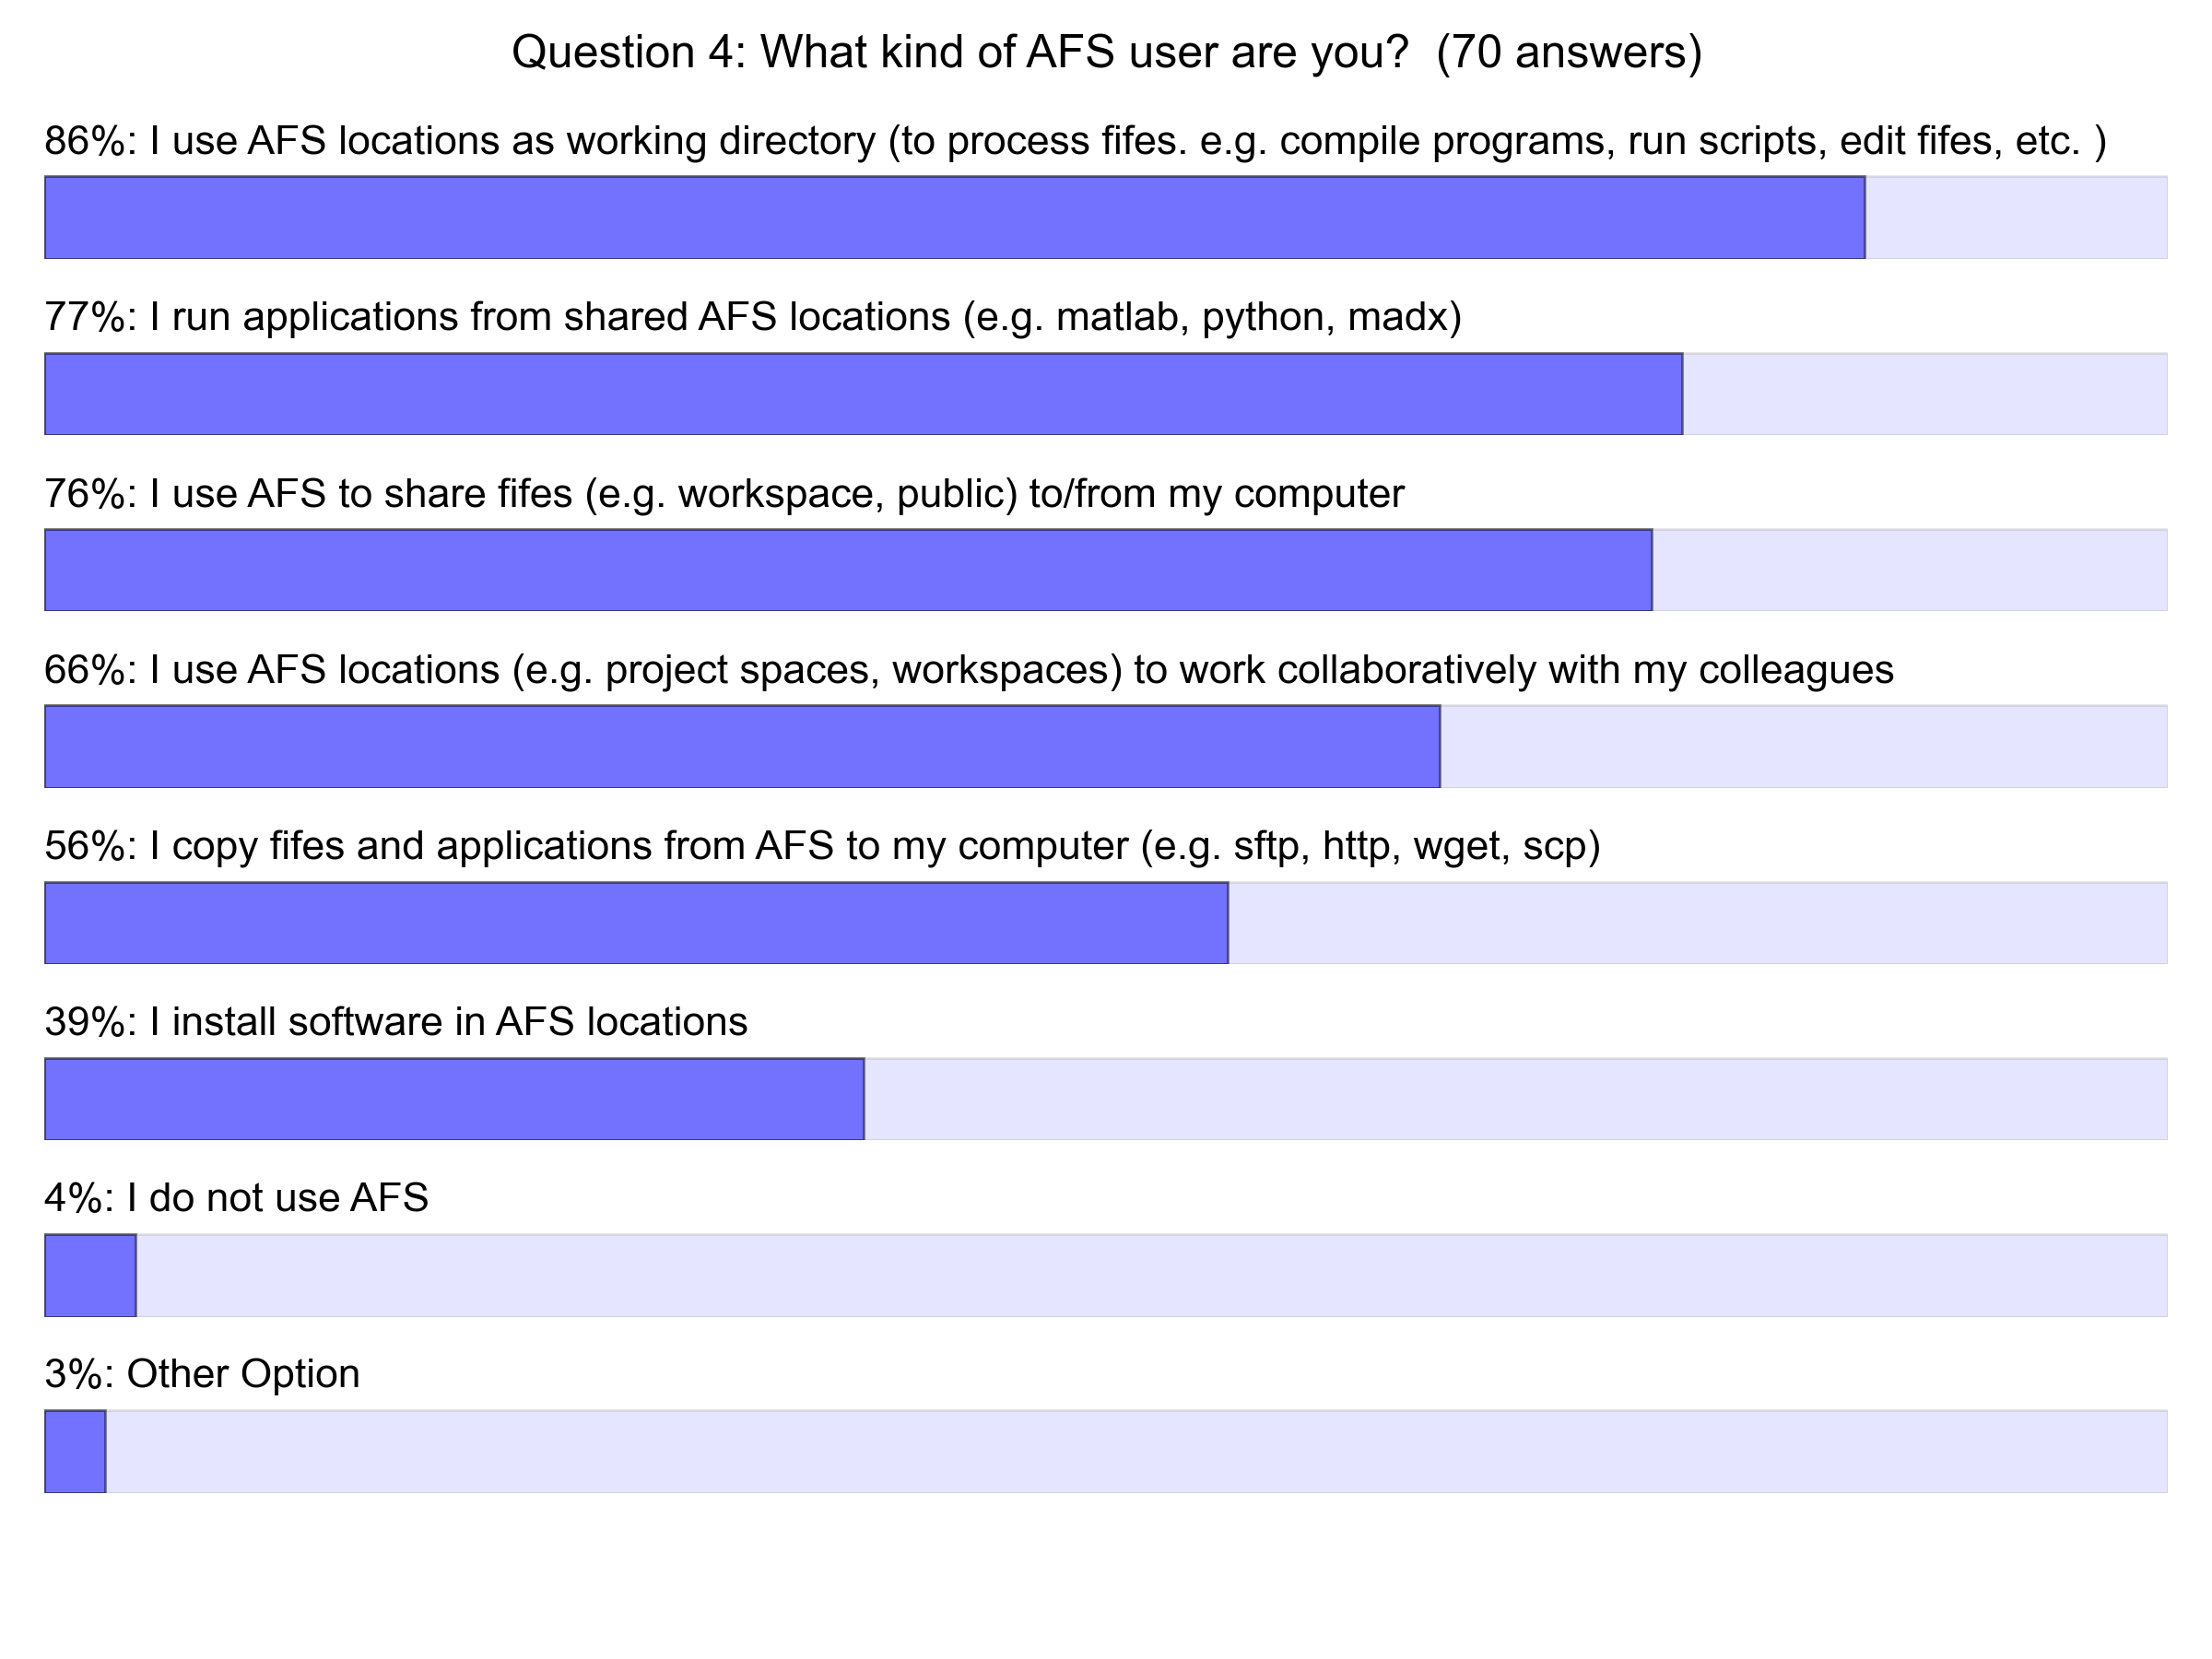 Question 4: What kind of AFS user are you?  (70 answers)
86%: I use AFS locations as working directory (to process fifes. e.g. compile programs, run scripts, edit fifes, etc. )
77%: I run applications from shared AFS locations (e.g. matlab, python, madx)
76%: I use AFS to share fifes (e.g. workspace, public) to/from my computer
66%: I use AFS locations (e.g. project spaces, workspaces) to work collaboratively with my colleagues
56%: I copy fifes and applications from AFS to my computer (e.g. sftp, http, wget, scp)
39%: I install software in AFS locations
4%: I do not use AFS
3%: Other Option